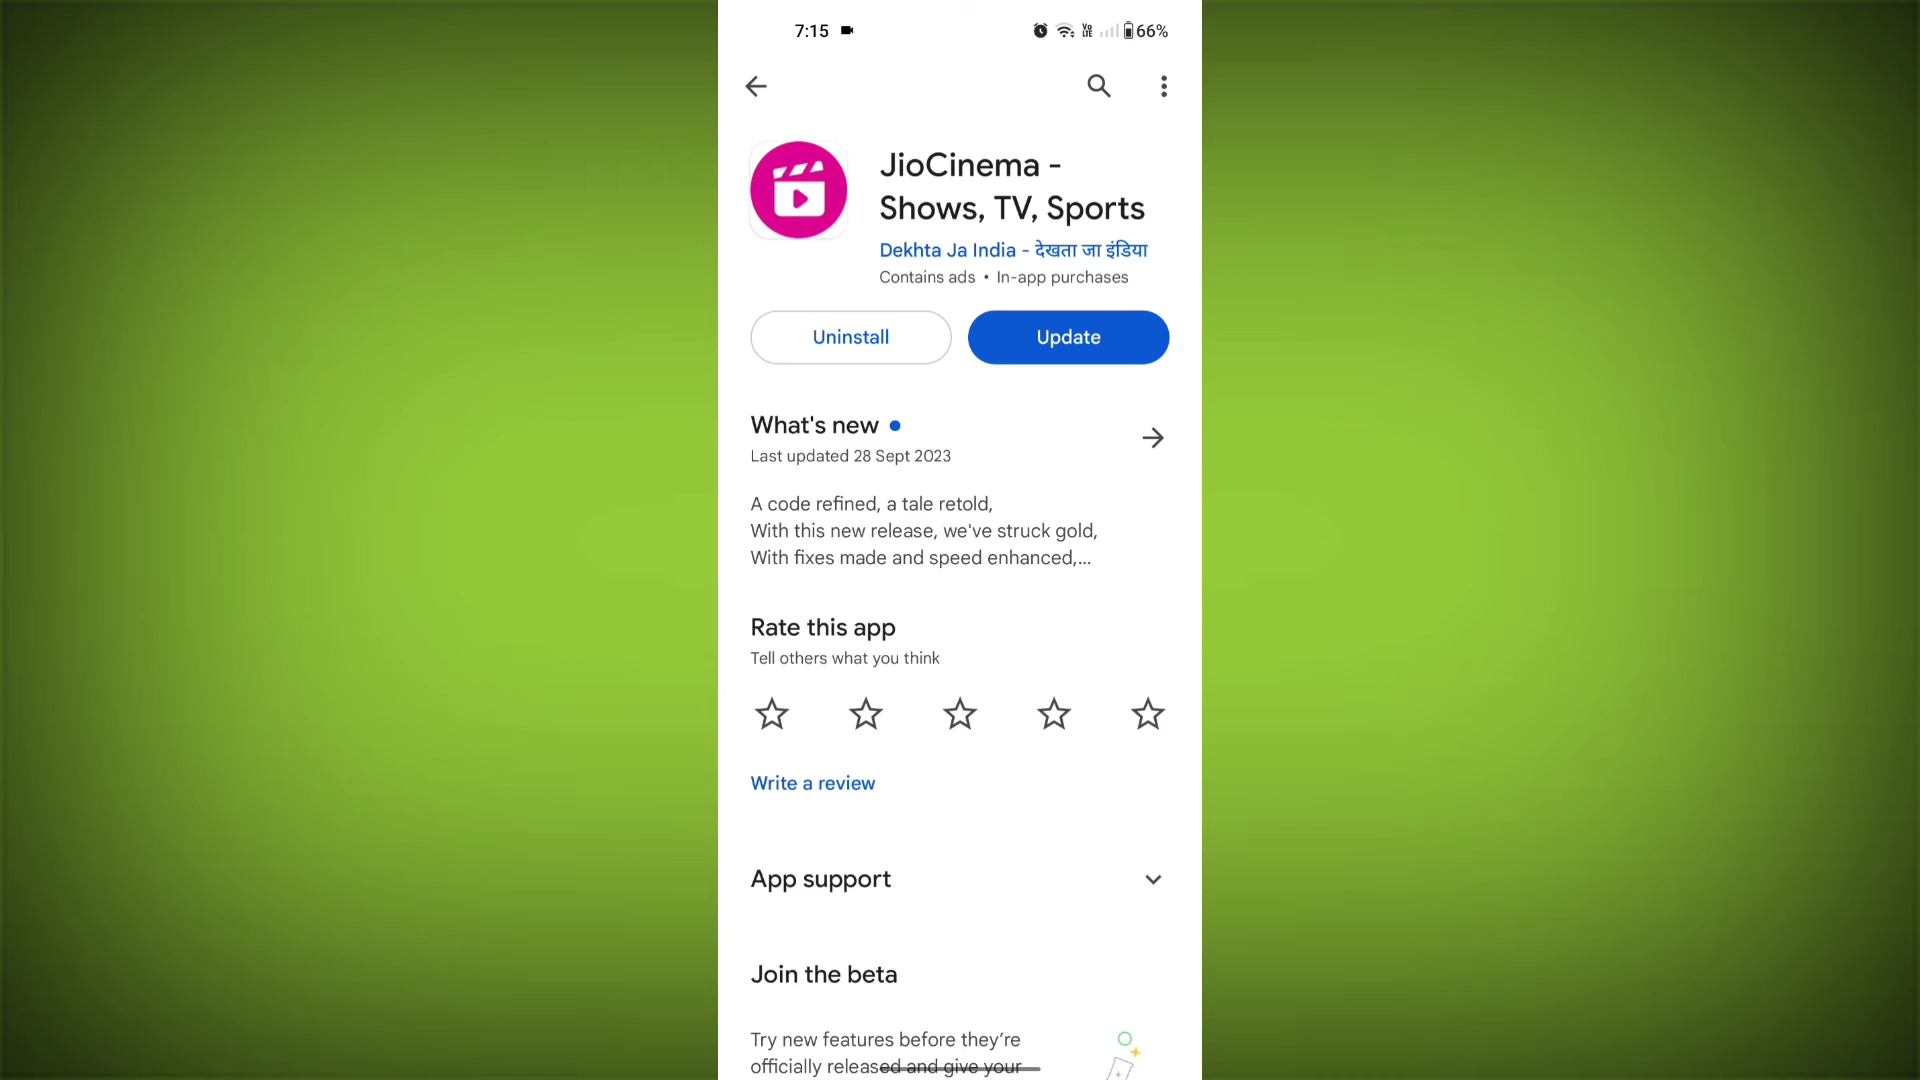 7:15
Vo
LTE
66%
JioCinema -
Shows, TV, Sports
Dekhta Ja India - देखता जा इंडिया
Contains ads • In-app purchases
Uninstall
Update
What's new
Last updated 28 Sept 2023
A code refined, a tale retold,
With this new release, we've struck gold,
With fixes made and speed enhanced,...
Rate this app
Tell others what you think
Write a review
App support
Join the beta
Try new features before they’re
officially released and give your